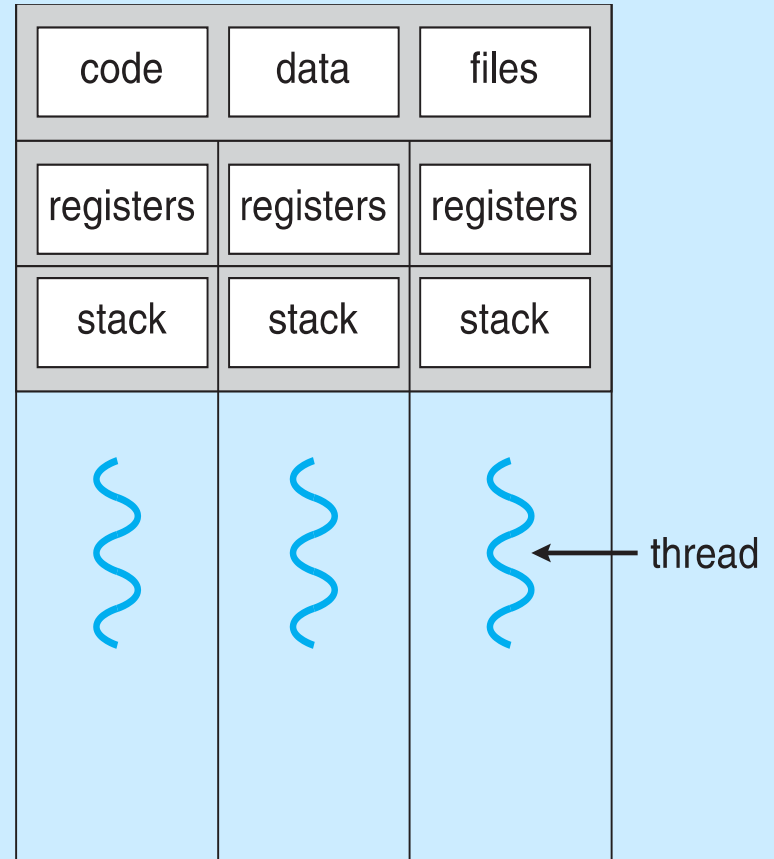 code data files
registers registers registers
stack stack stack
thread